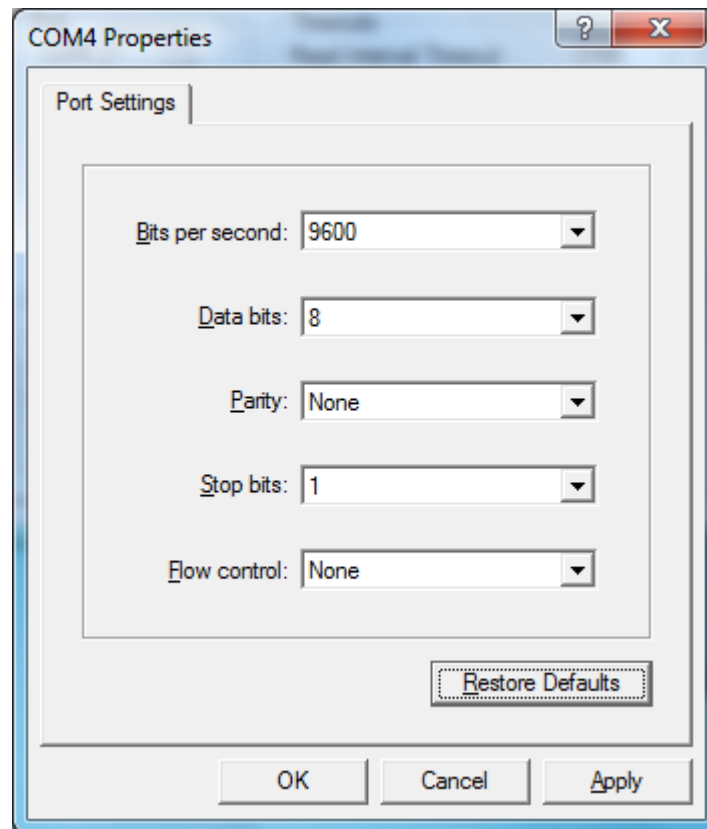 COM4 Properties
Port Settings
Bits per second: 9600
Data bits: 8
Parity: None
Stop bits: 1
Flow control: None
Restore Defaults
OK Cancel Apply